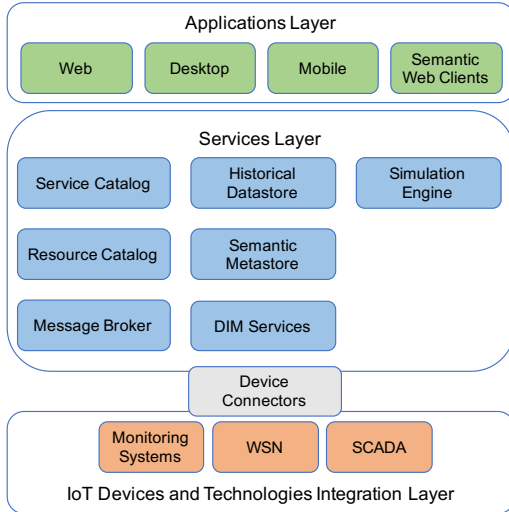 Applications Layer
Web
Desktop
Mobile
Semantic
Web Clients
Services Layer
Service Catalog
Historical
Datastore
Simulation
Engine
Resource Catalog
Semantic
Metastore
Message Broker
DIM Services
Device
Connectors
Monitoring
Systems
WSN
SCADA
IoT Devices and Technologies Integration Layer